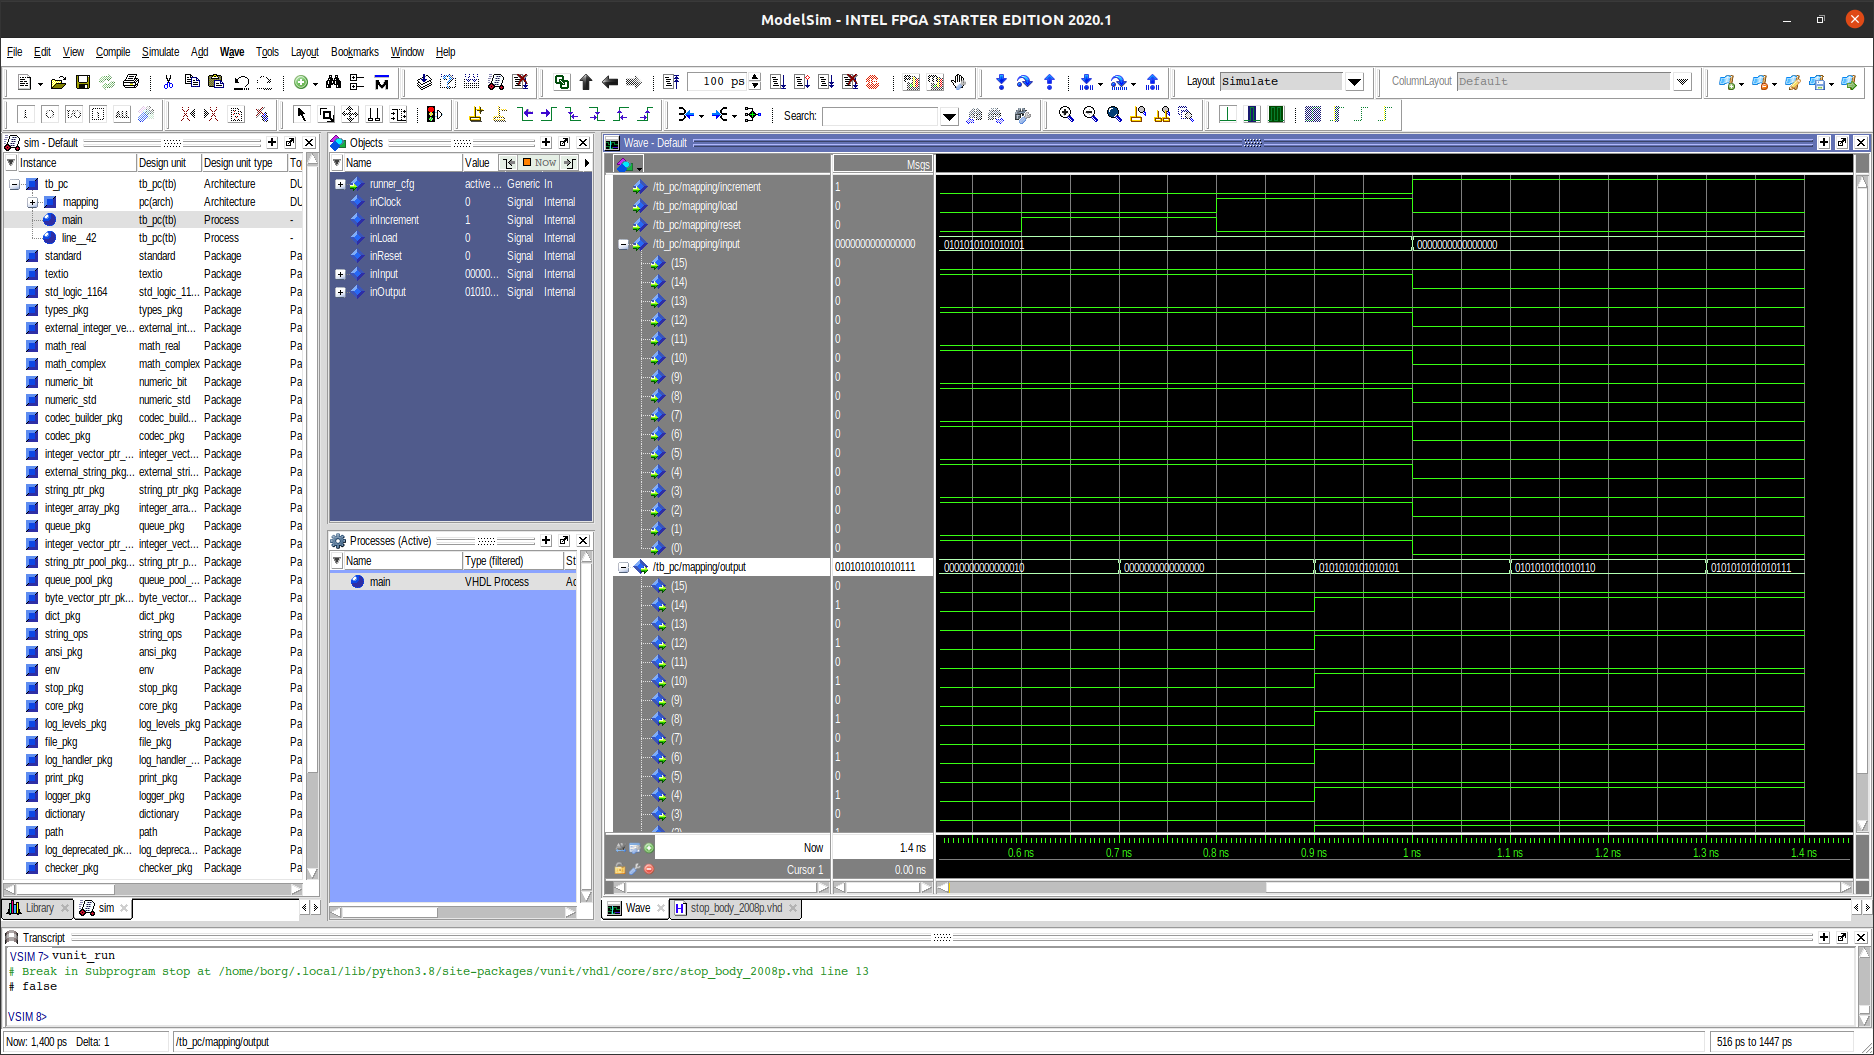 ModelSim - INTEL FPGA STARTER EDITION 2020.1
File Edit View Compile Simulate Add Wave Tools Layout Bookmarks Window Help
100 ps
Layout Simulate
ColumnLayout Default
Search:
sim - Default
Instance Design unit Design unit type To
tb_pc tb_pc(tb) Architecture DU
mapping pc(arch) Architecture DU
main tb_pc(tb) Process -
line__42 tb_pc(tb) Process -
standard standard Package Pa
textio textio Package Pa
std_logic_1164 std_logic_11... Package Pa
types_pkg types_pkg Package Pa
external_integer_ve... external_int... Package Pa
math_real math_real Package Pa
math_complex math_complex Package Pa
numeric_bit numeric_bit Package Pa
numeric_std numeric_std Package Pa
codec_builder_pkg codec_build... Package Pa
codec_pkg codec_pkg Package Pa
integer_vector_ptr_... integer_vect... Package Pa
external_string_pkg... external_stri... Package Pa
string_ptr_pkg string_ptr_pkg Package Pa
integer_array_pkg integer_arra... Package Pa
queue_pkg queue_pkg Package Pa
integer_vector_ptr_... integer_vect... Package Pa
string_ptr_pool_pkg string_ptr_p... Package Pa
queue_pool_pkg queue_pool_... Package Pa
byte_vector_ptr_pk... byte_vector... Package Pa
dict_pkg dict_pkg Package Pa
string_ops string_ops Package Pa
ansi_pkg ansi_pkg Package Pa
env env Package Pa
stop_pkg stop_pkg Package Pa
core_pkg core_pkg Package Pa
log_levels_pkg log_levels_pkg Package Pa
file_pkg file_pkg Package Pa
log_handler_pkg log_handler_... Package Pa
print_pkg print_pkg Package Pa
logger_pkg logger_pkg Package Pa
dictionary dictionary Package Pa
path path Package Pa
log_deprecated_pk... log_depreca... Package Pa
checker_pkg checker_pkg Package Pa
Library sim
Objects
Name Value Now
runner_cfg active ... Generic In
inClock 0 Signal Internal
inIncrement 1 Signal Internal
inLoad 0 Signal Internal
inReset 0 Signal Internal
inInput 00000... Signal Internal
inOutput 01010... Signal Internal
Processes (Active)
Name Type (filtered) St
main VHDL Process Ac
Wave - Default
Msgs
/tb_pc/mapping/increment 1
/tb_pc/mapping/load 0
/tb_pc/mapping/reset 0
/tb_pc/mapping/input 0000000000000000 0101010101010101 0000000000000000
(15) 0
(14) 0
(13) 0
(12) 0
(11) 0
(10) 0
(9) 0
(8) 0
(7) 0
(6) 0
(5) 0
(4) 0
(3) 0
(2) 0
(1) 0
(0) 0
/tb_pc/mapping/output 0101010101010111 0000000000000010 0000000000000000 0101010101010101 0101010101010110 0101010101010111
(15) 0
(14) 1
(13) 0
(12) 1
(11) 0
(10) 1
(9) 0
(8) 1
(7) 0
(6) 1
(5) 0
(4) 1
(3) 0
Now 1.4 ns
Cursor 1 0.00 ns
0.6 ns 0.7 ns 0.8 ns 0.9 ns 1 ns 1.1 ns 1.2 ns 1.3 ns 1.4 ns
Wave stop_body_2008p.vhd
Transcript
VSIM 7> vunit_run
# Break in Subprogram stop at /home/borg/.local/lib/python3.8/site-packages/vunit/vhdl/core/src/stop_body_2008p.vhd line 13
# false
VSIM 8>
Now: 1,400 ps Delta: 1 /tb_pc/mapping/output 516 ps to 1447 ps